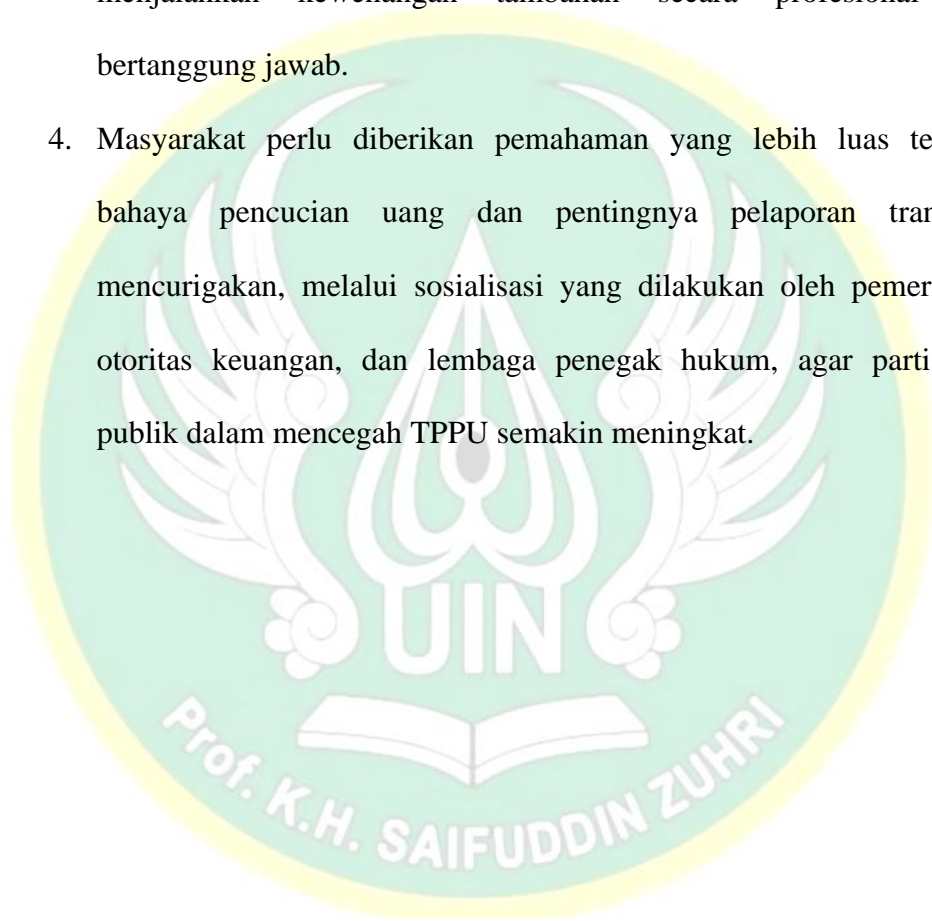 menjalankan kewenangan tambahan secara profesional
bertanggung jawab.
4. Masyarakat perlu diberikan pemahaman yang lebih luas te
bahaya pencucian uang dan pentingnya pelaporan tran
mencurigakan, melalui sosialisasi yang dilakukan oleh pemer
otoritas keuangan, dan lembaga penegak hukum, agar parti
publik dalam mencegah TPPU semakin meningkat.
UIN
Prof. K.H. SAIFUDDIN ZUHRI